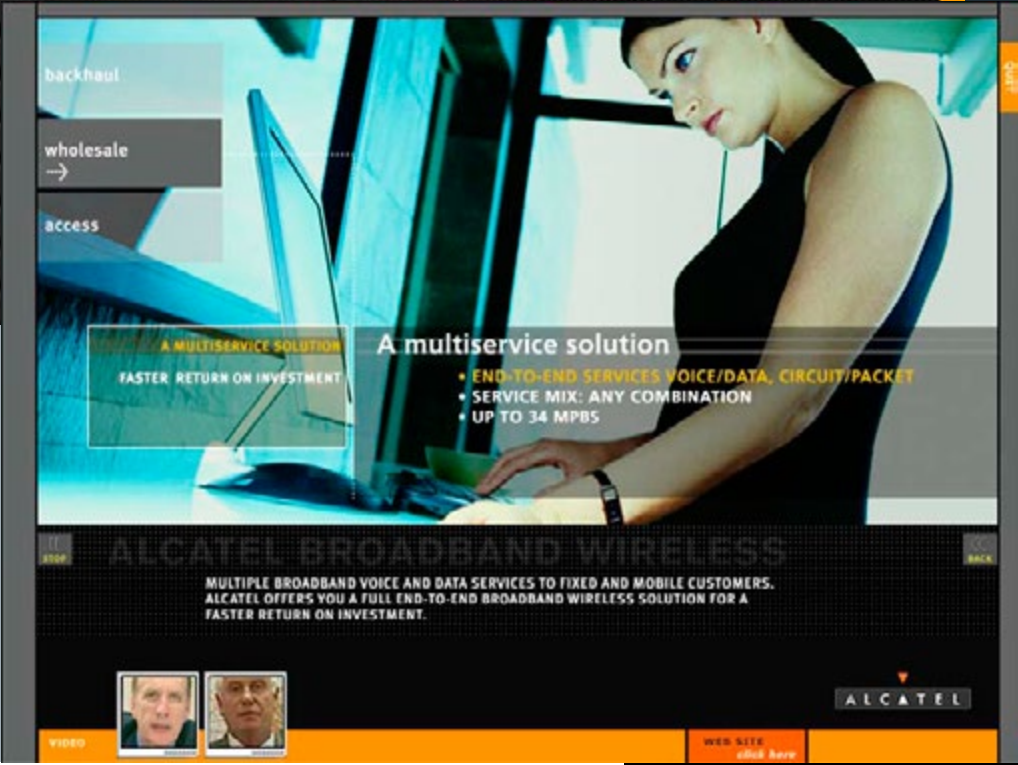 backhaul
wholesale
access
QUIT
A MULTISERVICE SOLUTION
FASTER RETURN ON INVESTMENT
A multiservice solution
• END-TO-END SERVICES VOICE/DATA, CIRCUIT/PACKET
• SERVICE MIX: ANY COMBINATION
• UP TO 34 MPBS
STOP
ALCATEL BROADBAND WIRELESS
BACK
MULTIPLE BROADBAND VOICE AND DATA SERVICES TO FIXED AND MOBILE CUSTOMERS.
ALCATEL OFFERS YOU A FULL END-TO-END BROADBAND WIRELESS SOLUTION FOR A
FASTER RETURN ON INVESTMENT.
ALCATEL
VIDEO
WEB SITE
click here